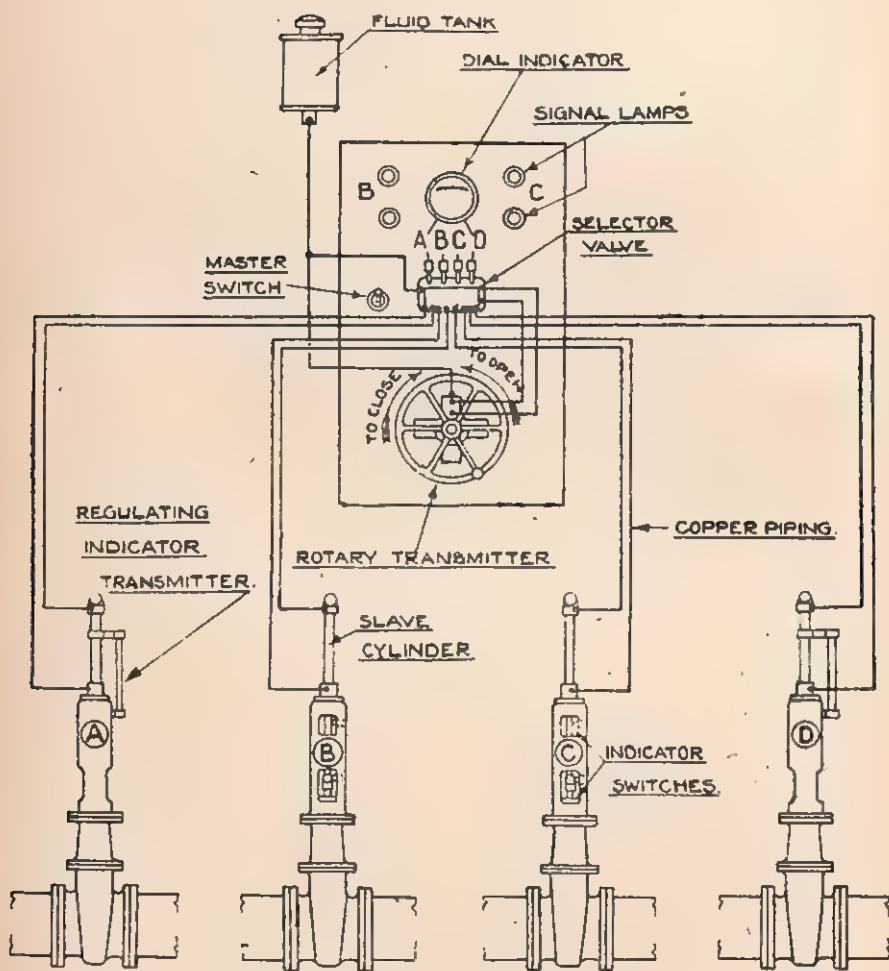 FLUID TANK
DIAL INDICATOR
SIGNAL LAMPS
B
C
A B C D
SELECTOR
VALVE
MASTER
SWITCH
TO CLOSE
TO OPEN
REGULATING
INDICATOR
TRANSMITTER.
ROTARY TRANSMITTER
COPPER PIPING.
SLAVE
CYLINDER
A
B
C
D
INDICATOR
SWITCHES.